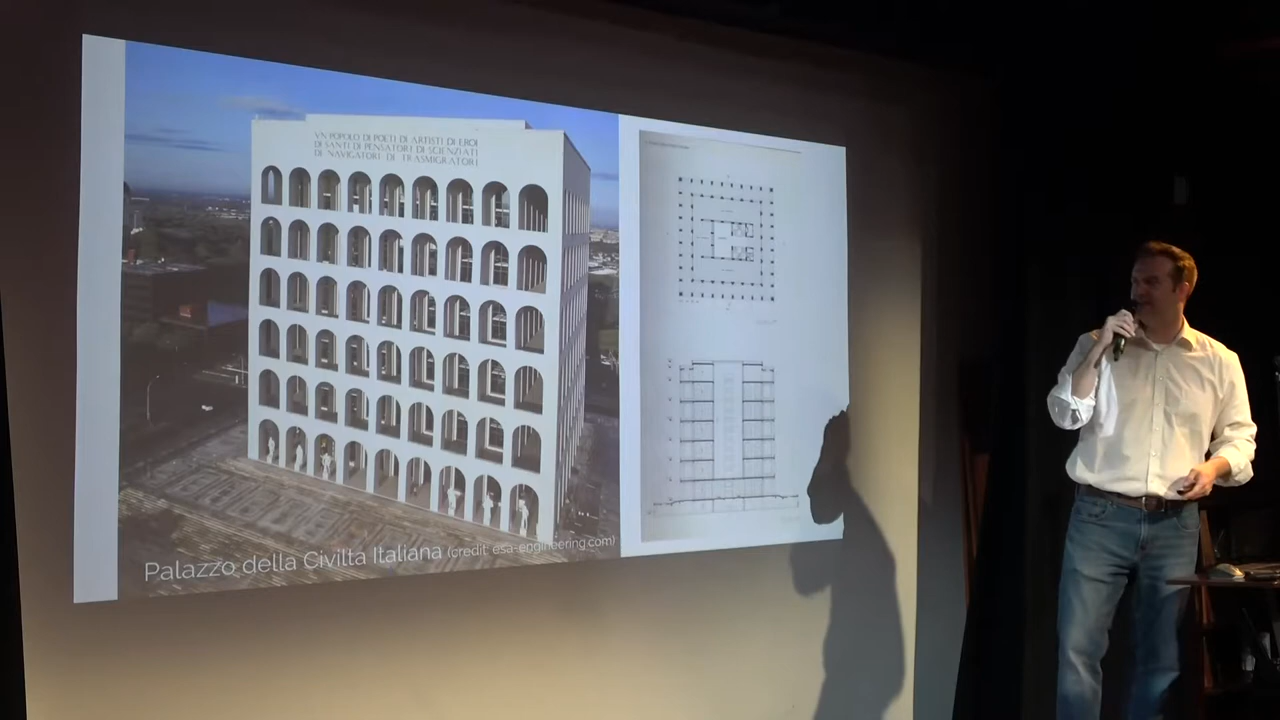 VN POPOLO DI POETI DI ARTISTI DI EROI
DI SANTI DI PENSATORI DI SCIENZIATI
DI NAVIGATORI DI TRASMIGRATORI
Palazzo della Civilta Italiana (credit: esa-engineering.com)